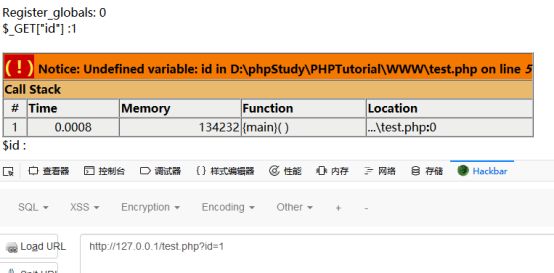 Register_globals: 0
$_GET["id"] :1
( ! ) Notice: Undefined variable: id in D:\phpStudy\PHPTutorial\WWW\test.php on line 5
Call Stack
# Time Memory Function Location
1 0.0008 134232 {main}( ) ...\test.php:0
$id :
查看器 控制台 调试器 {} 样式编辑器 性能 内存 网络 存储 Hackbar
SQL XSS Encryption Encoding Other + -
Load URL http://127.0.0.1/test.php?id=1
Split URL